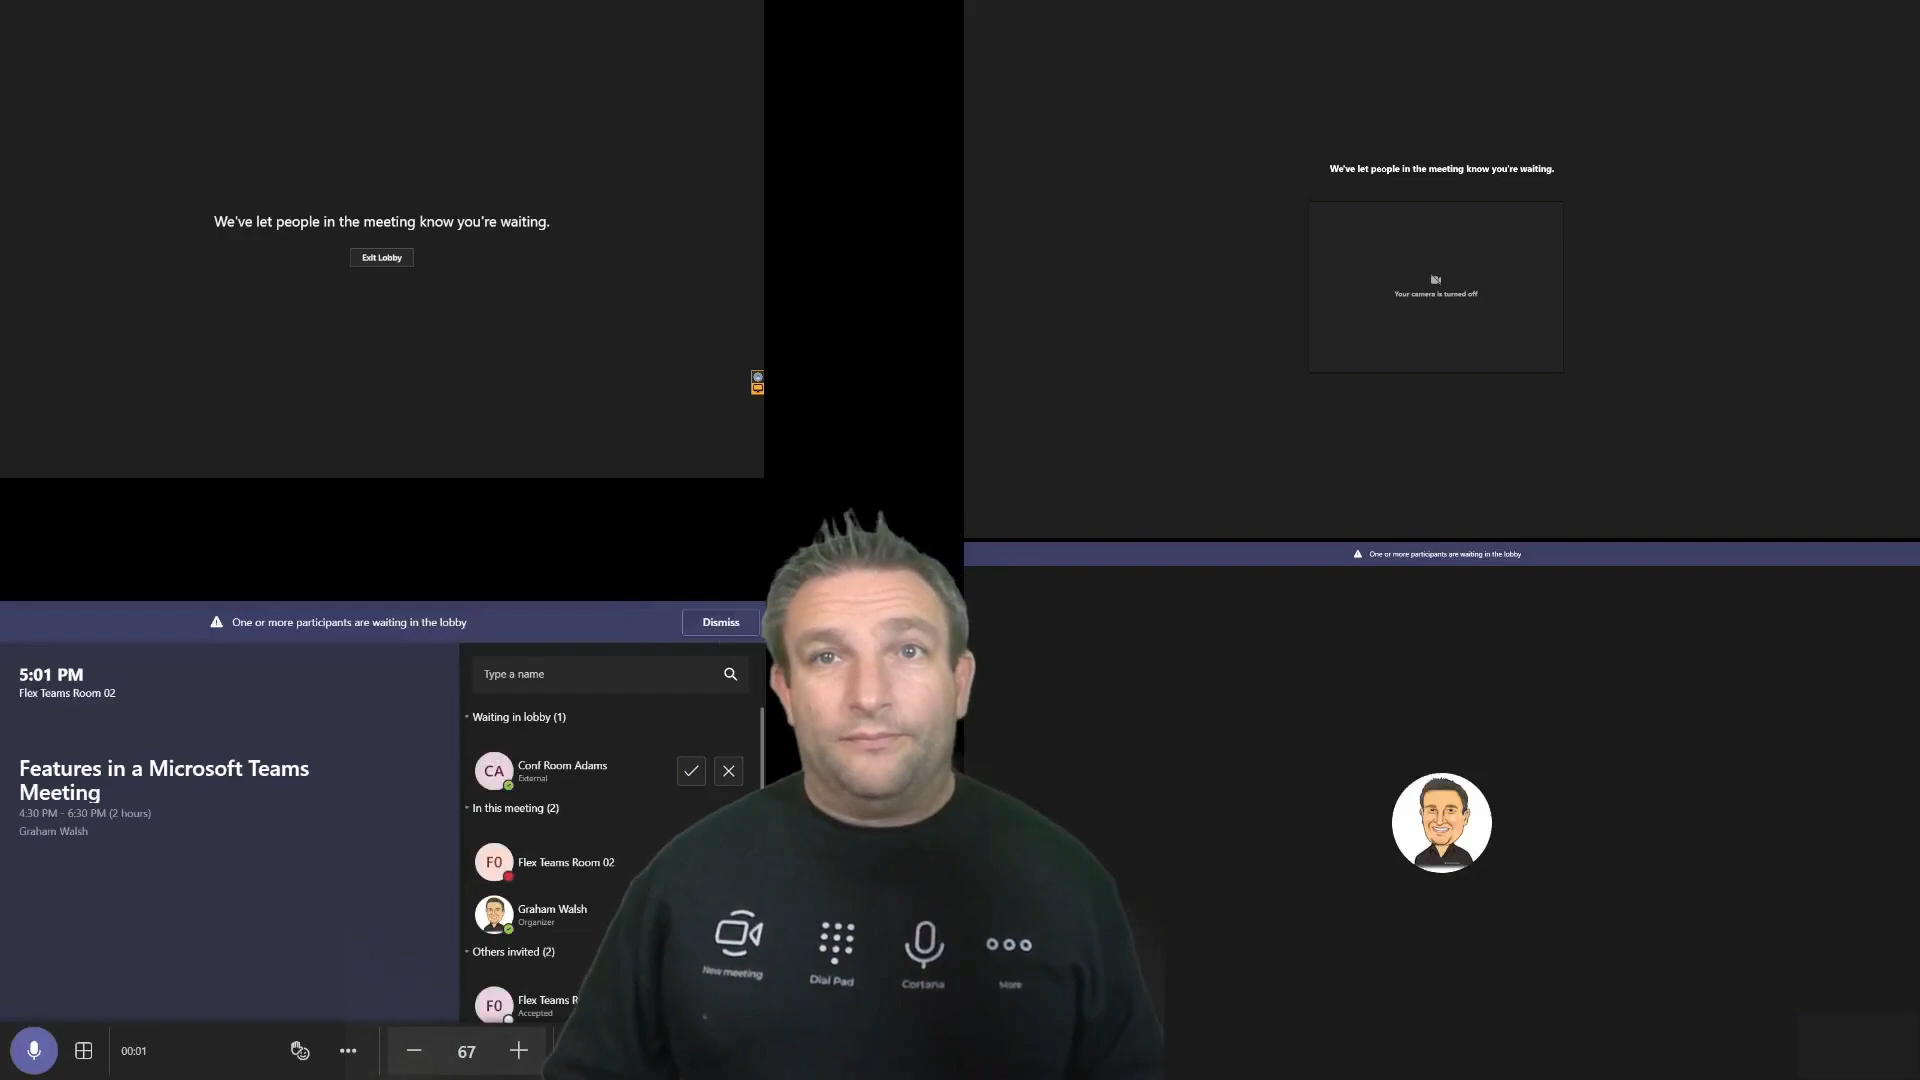 We've let people in the meeting know you're waiting.
Exit Lobby
We've let people in the meeting know you're waiting.
Your camera is turned off
One or more participants are waiting in the lobby
One or more participants are waiting in the lobby
Dismiss
5:01 PM
Flex Teams Room 02
Features in a Microsoft Teams
Meeting
4:30 PM - 6:30 PM (2 hours)
Graham Walsh
Type a name
Waiting in lobby (1)
CA
Conf Room Adams
External
In this meeting (2)
F0
Flex Teams Room 02
Graham Walsh
Organizer
Others invited (2)
F0
Flex Teams R
Accepted
00:01
67
New meeting
Dial Pad
Cortana
More